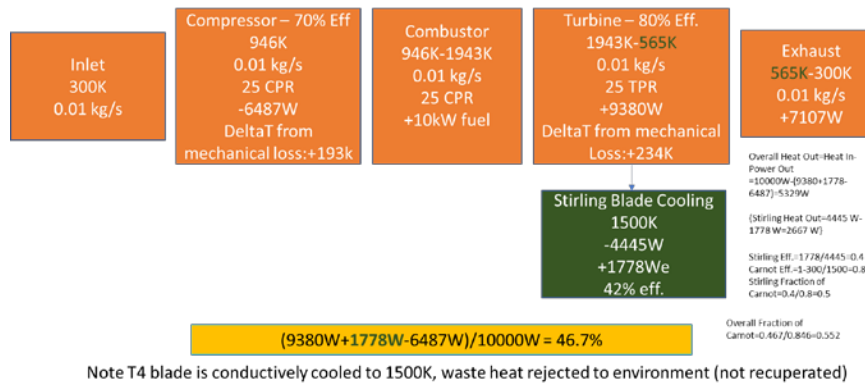 Inlet
300K
0.01 kg/s
Compressor – 70% Eff
946K
0.01 kg/s
25 CPR
-6487W
DeltaT from
mechanical loss:+193k
Combustor
946K-1943K
0.01 kg/s
25 CPR
+10kW fuel
Turbine – 80% Eff.
1943K-565K
0.01 kg/s
25 TPR
+9380W
DeltaT from mechanical
Loss:+234K
Exhaust
565K-300K
0.01 kg/s
+7107W
Stirling Blade Cooling
1500K
-4445W
+1778We
42% eff.
Overall Heat Out=Heat In-
Power Out
=10000W-(9380+1778-
6487)=5329W
(Stirling Heat Out=4445 W-
1778 W=2667 W)
Stirling Eff.=1778/4445=0.4
Carnot Eff.=1-300/1500=0.8
Stirling Fraction of
Carnot=0.4/0.8=0.5
(9380W+1778W-6487W)/10000W = 46.7%
Overall Fraction of
Carnot=0.467/0.846=0.552
Note T4 blade is conductively cooled to 1500K, waste heat rejected to environment (not recuperated)